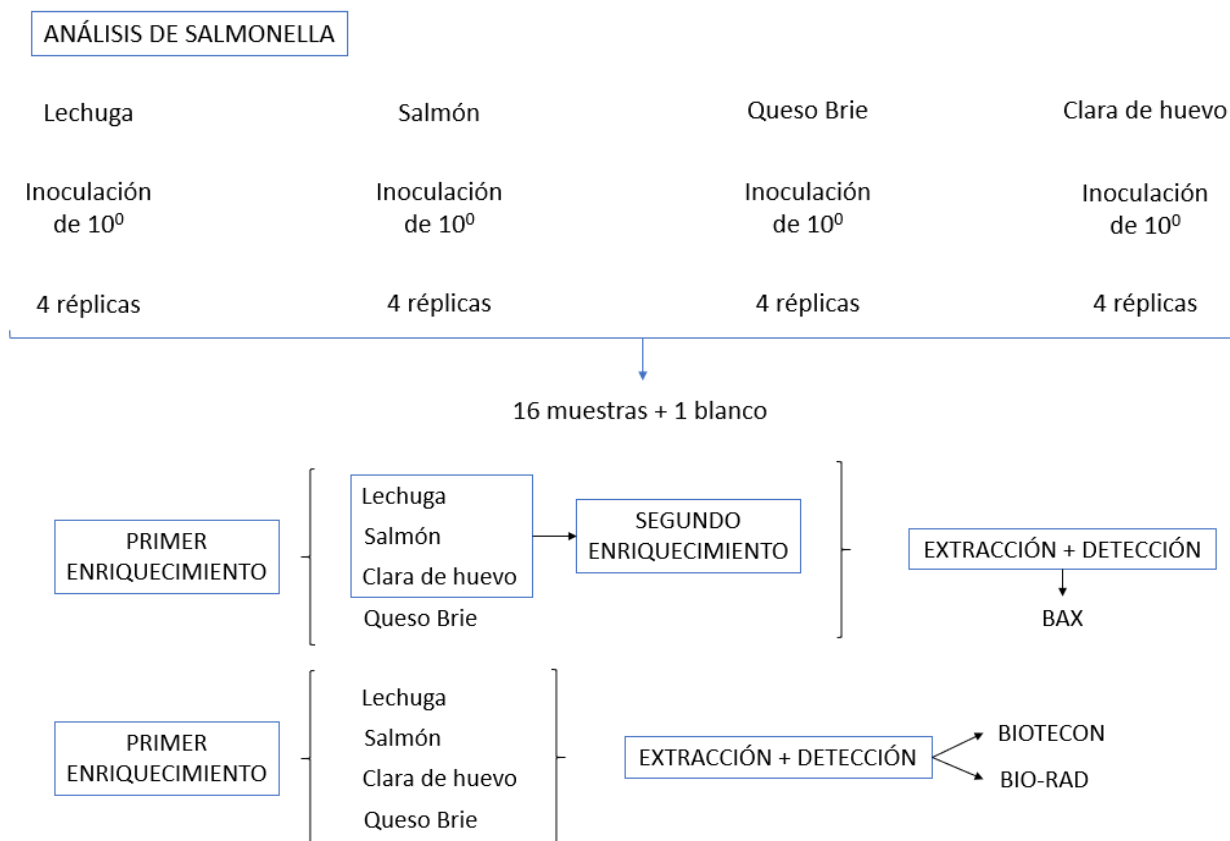 ANÁLISIS DE SALMONELLA
Lechuga
Salmón
Queso Brie
Clara de huevo
Inoculación
de 10⁰
Inoculación
de 10⁰
Inoculación
de 10⁰
Inoculación
de 10⁰
4 réplicas
4 réplicas
4 réplicas
4 réplicas
16 muestras + 1 blanco
PRIMER
ENRIQUECIMIENTO
Lechuga
Salmón
Clara de huevo
Queso Brie
SEGUNDO
ENRIQUECIMIENTO
EXTRACCIÓN + DETECCIÓN
BAX
PRIMER
ENRIQUECIMIENTO
Lechuga
Salmón
Clara de huevo
Queso Brie
EXTRACCIÓN + DETECCIÓN
BIOTECON
BIO-RAD